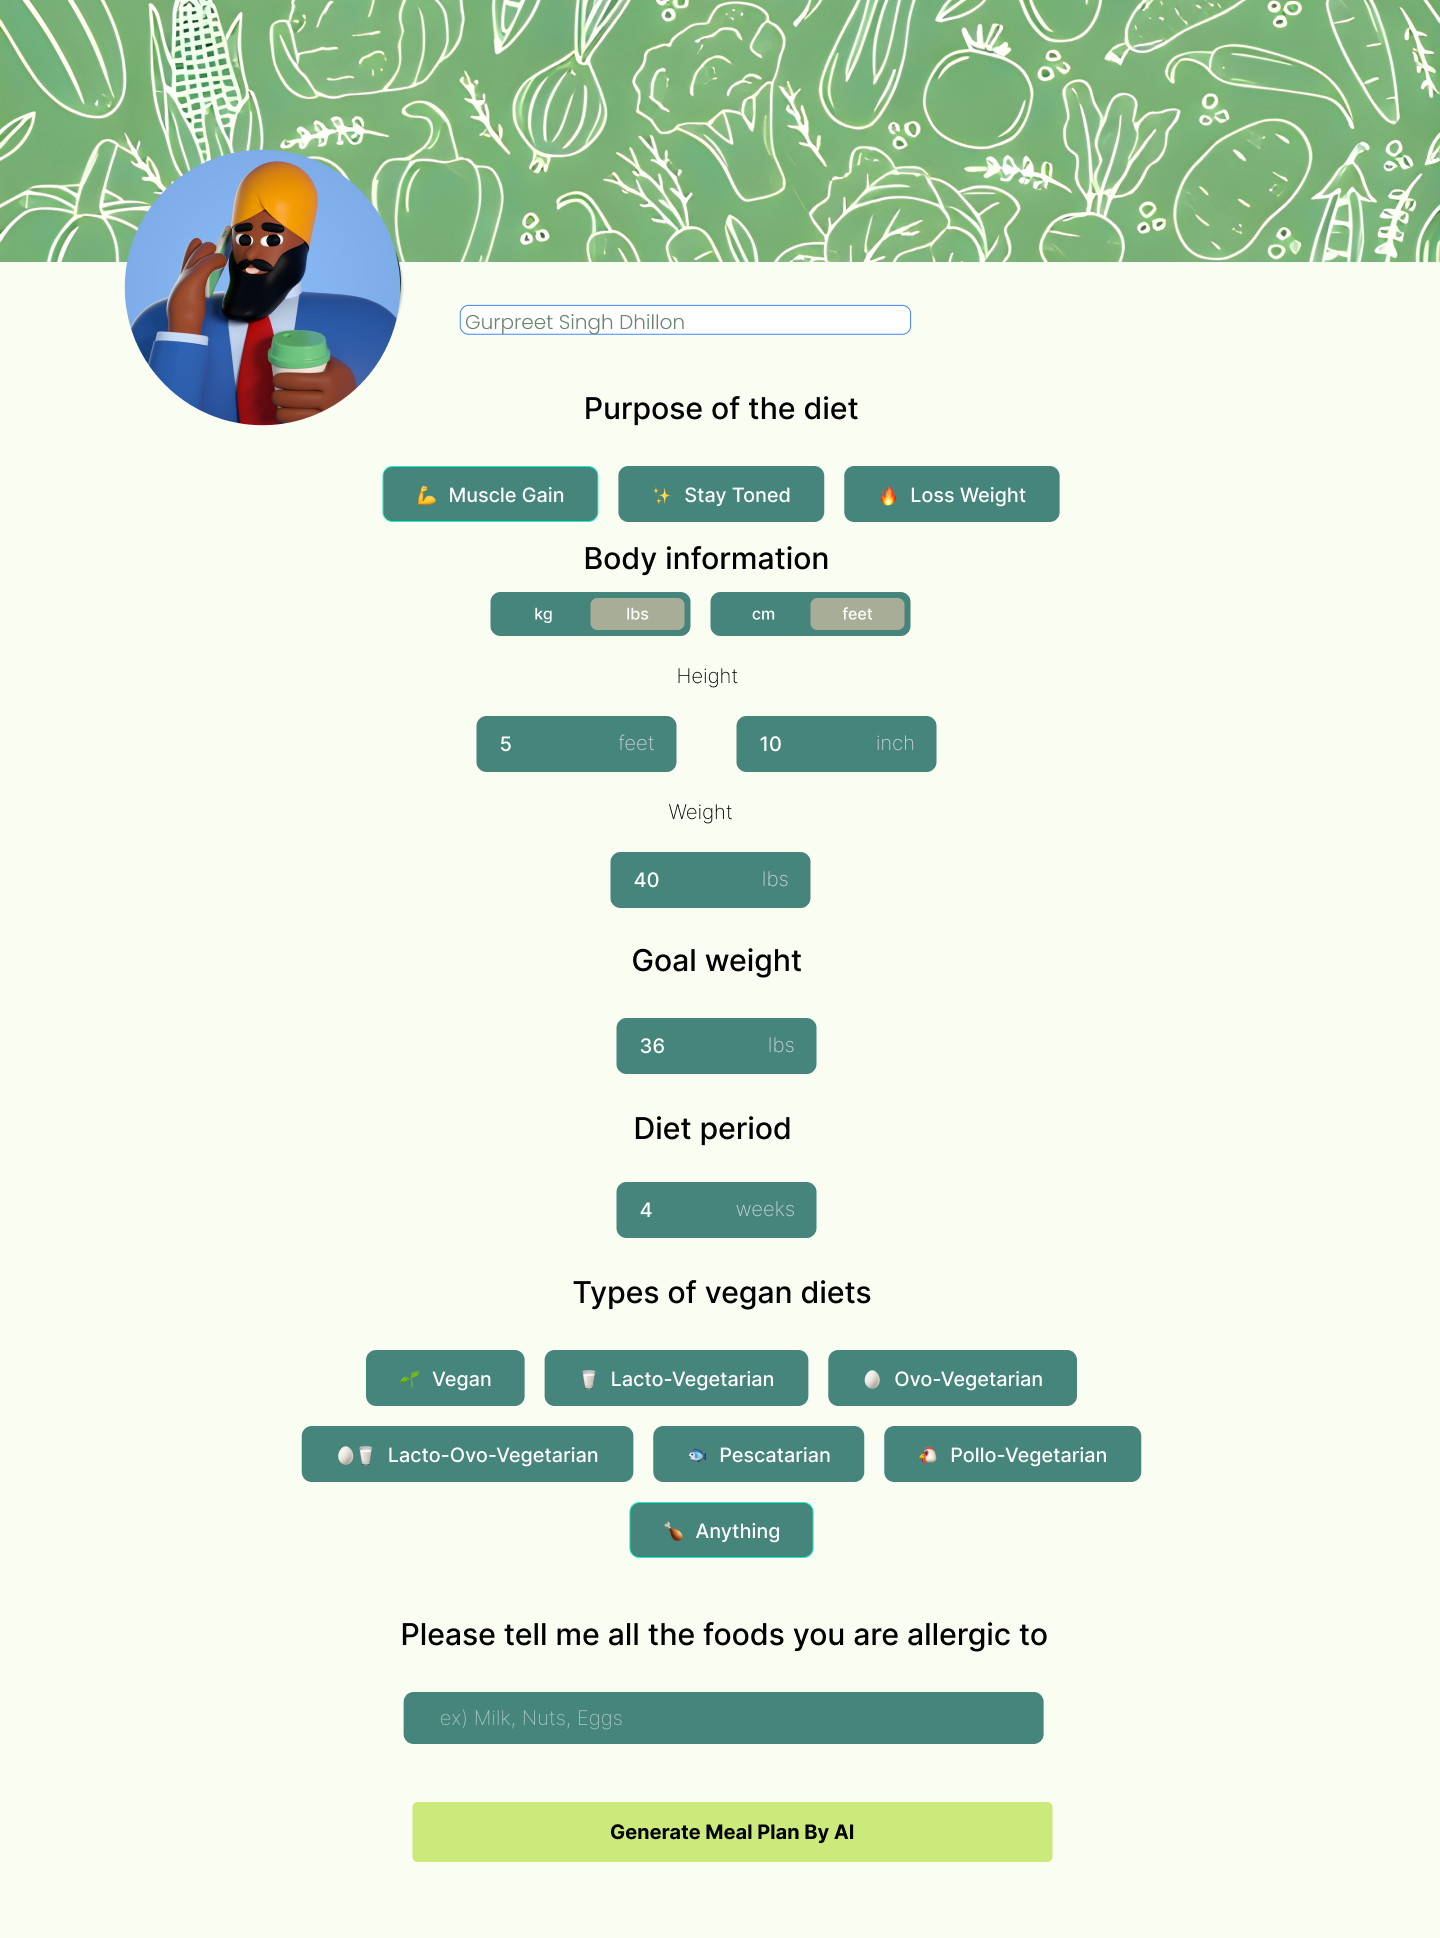 Gurpreet Singh Dhillon
Purpose of the diet
💪 Muscle Gain ✨ Stay Toned 🔥 Loss Weight
Body information
kg lbs cm feet
Height
5 feet 10 inch
Weight
40 lbs
Goal weight
36 lbs
Diet period
4 weeks
Types of vegan diets
🌱 Vegan 🥛 Lacto-Vegetarian 🥚 Ovo-Vegetarian
🥚🥛 Lacto-Ovo-Vegetarian 🐟 Pescatarian 🐔 Pollo-Vegetarian
🍗 Anything
Please tell me all the foods you are allergic to
ex) Milk, Nuts, Eggs
Generate Meal Plan By AI